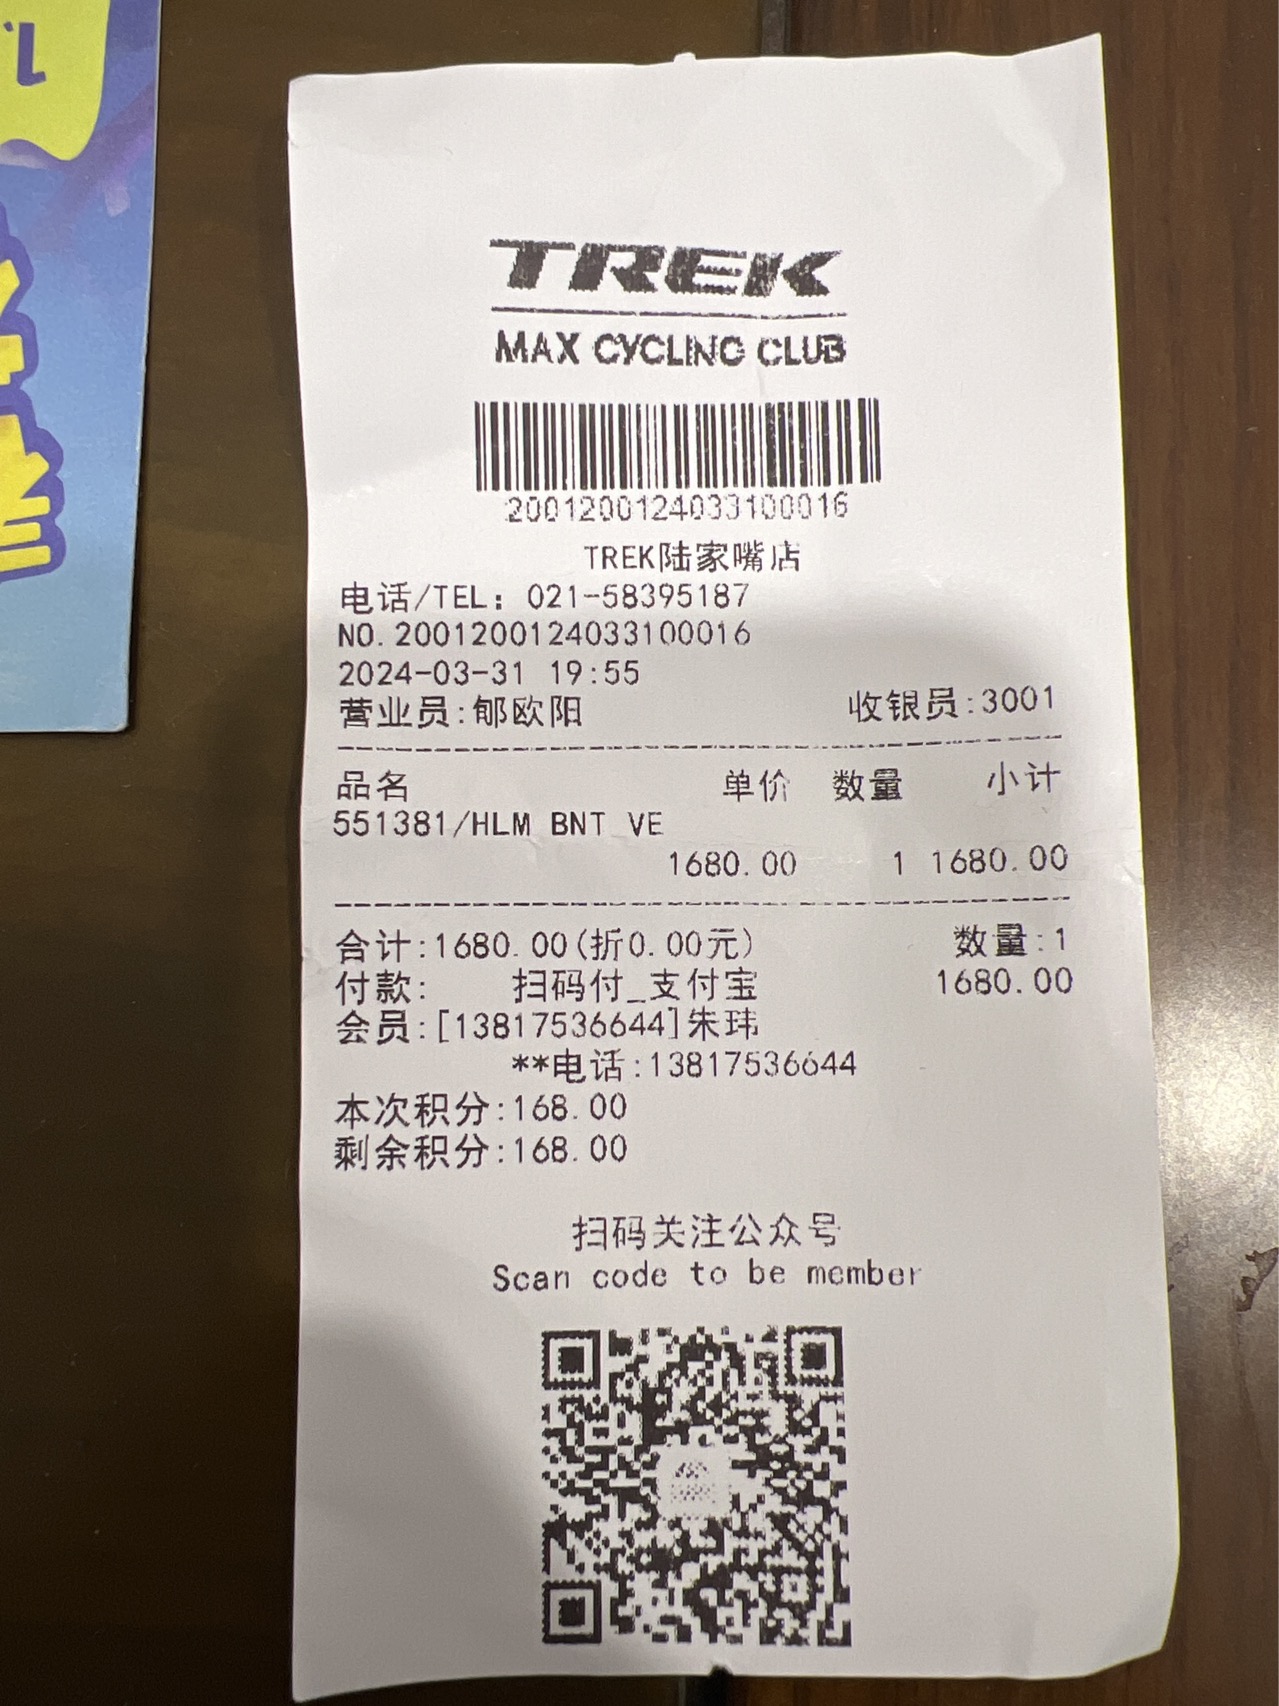 TREK
MAX CYCLING CLUB
2001200124033100016
TREK陆家嘴店
电话/TEL: 021-58395187
NO.2001200124033100016
2024-03-31 19:55
营业员:郇欧阳 收银员:3001
品名 单价 数量 小计
551381/HLM BNT VE
1680.00 1 1680.00
合计:1680.00(折0.00元) 数量:1
付款: 扫码付_支付宝 1680.00
会员:[13817536644]朱玮
**电话:13817536644
本次积分:168.00
剩余积分:168.00
扫码关注公众号
Scan code to be member